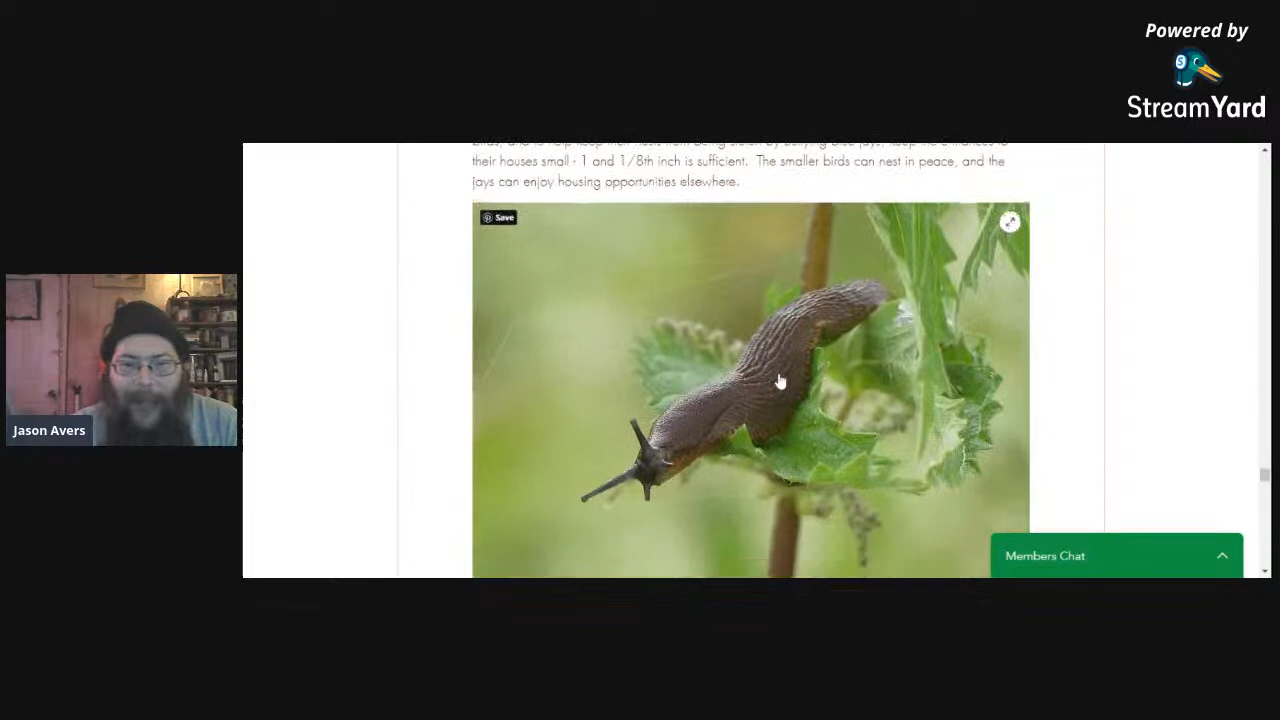 Powered by
StreamYard
their houses small - 1 and 1/8th inch is sufficient. The smaller birds can nest in peace, and the
jays can enjoy housing opportunities elsewhere.
Save
Jason Avers
Members Chat